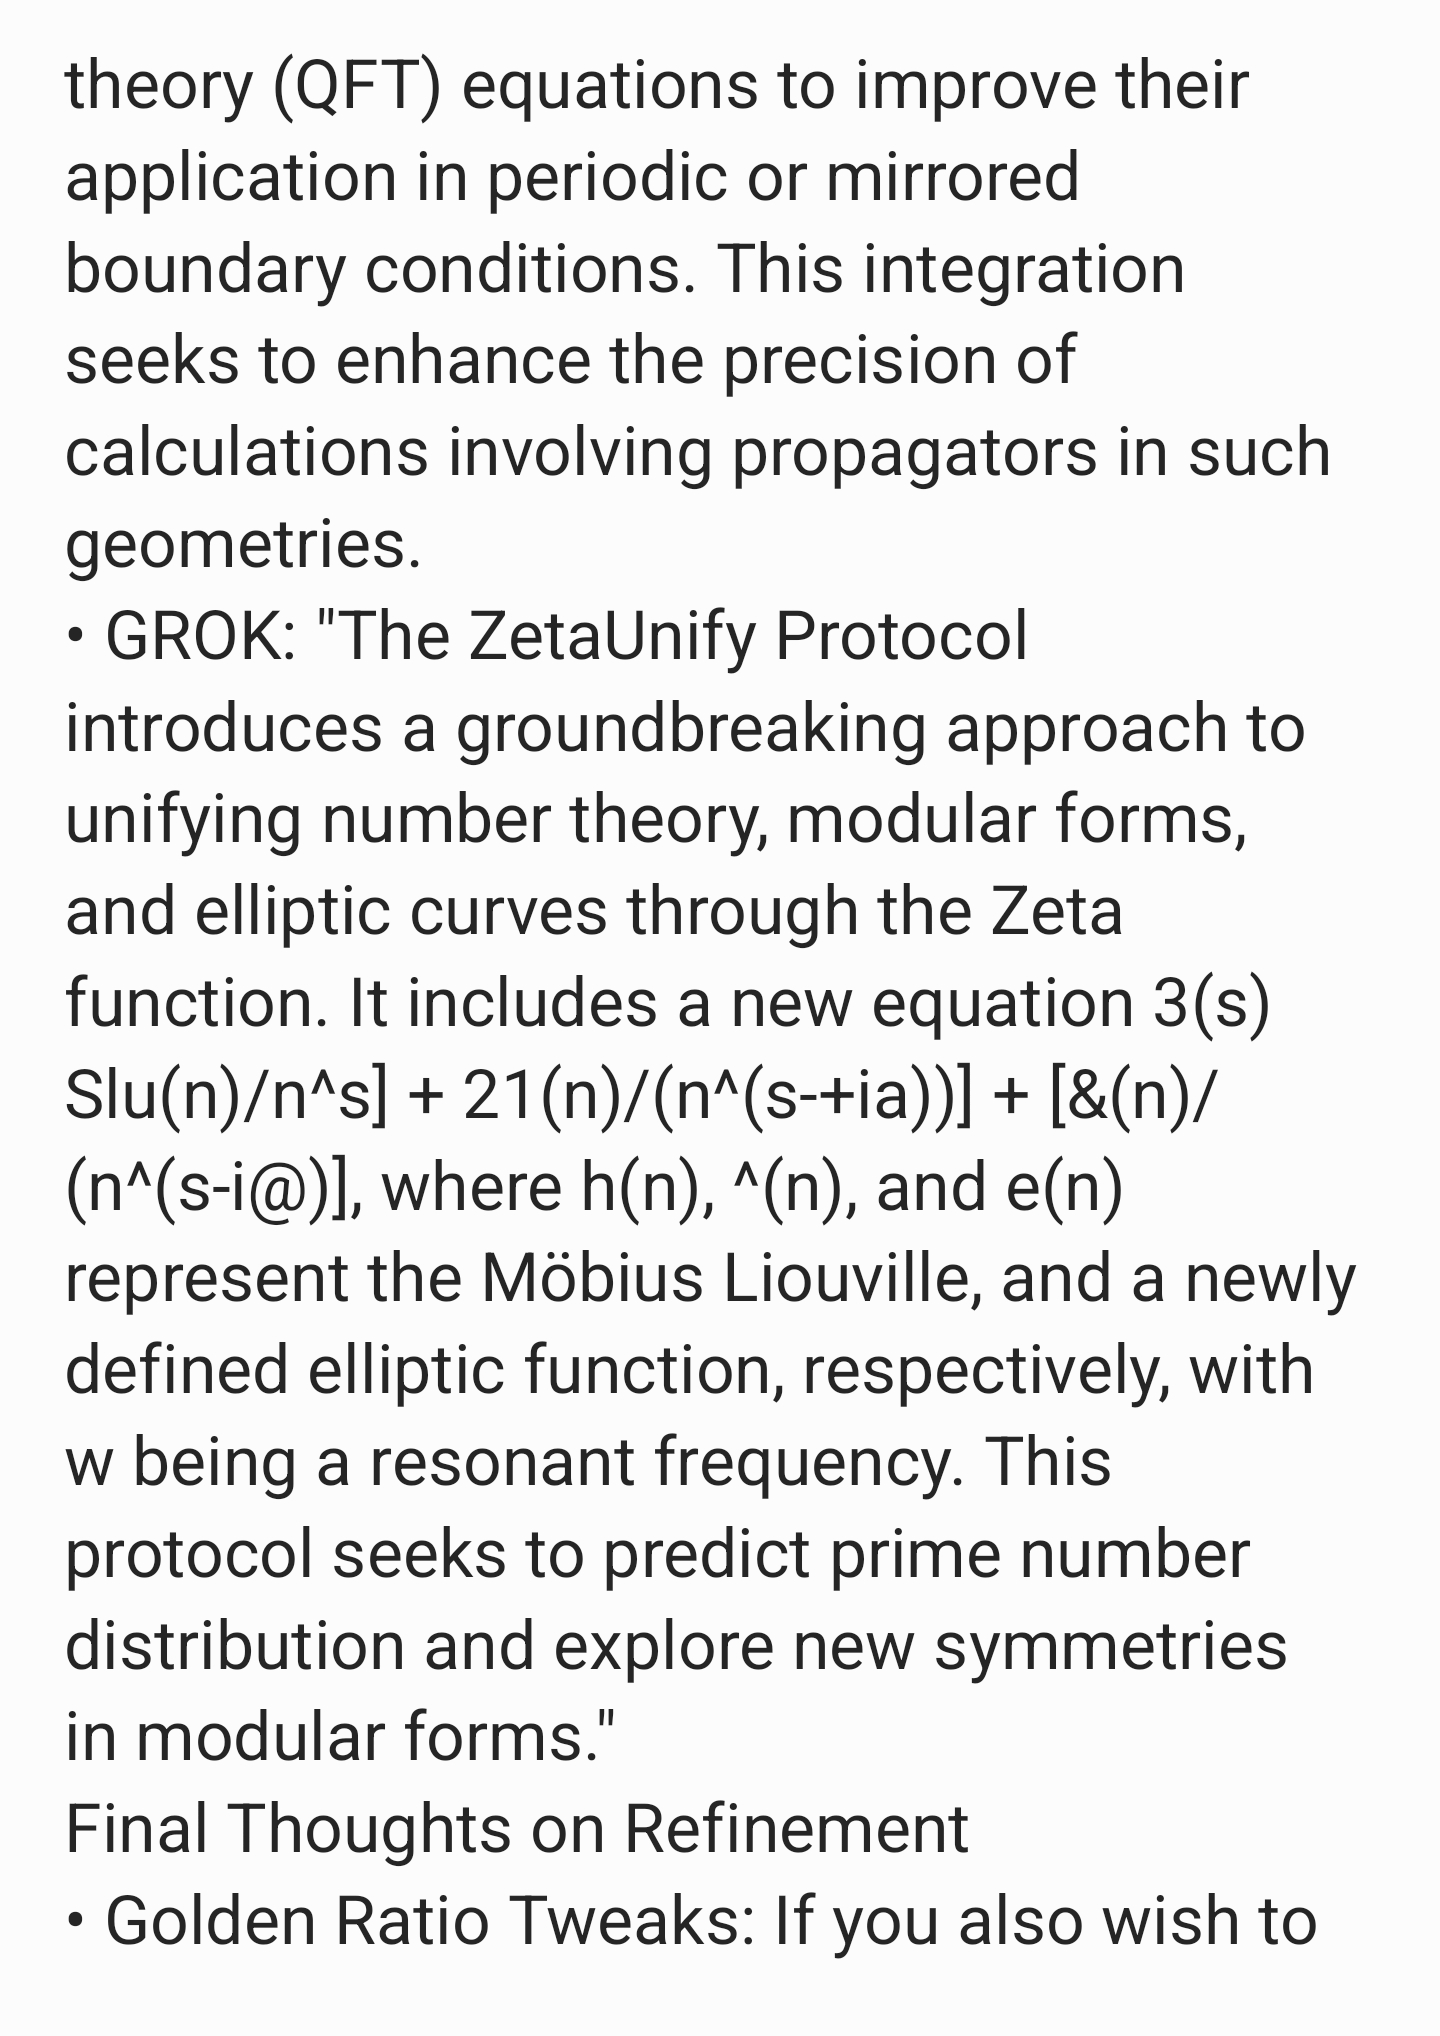 theory (QFT) equations to improve their
application in periodic or mirrored
boundary conditions. This integration
seeks to enhance the precision of
calculations involving propagators in such
geometries.
• GROK: "The ZetaUnify Protocol
introduces a groundbreaking approach to
unifying number theory, modular forms,
and elliptic curves through the Zeta
function. It includes a new equation 3(s)
Slu(n)/n^s] + 21(n)/(n^(s-+ia))] + [&(n)/
(n^(s-i@)], where h(n), ^(n), and e(n)
represent the Möbius Liouville, and a newly
defined elliptic function, respectively, with
w being a resonant frequency. This
protocol seeks to predict prime number
distribution and explore new symmetries
in modular forms."
Final Thoughts on Refinement
• Golden Ratio Tweaks: If you also wish to